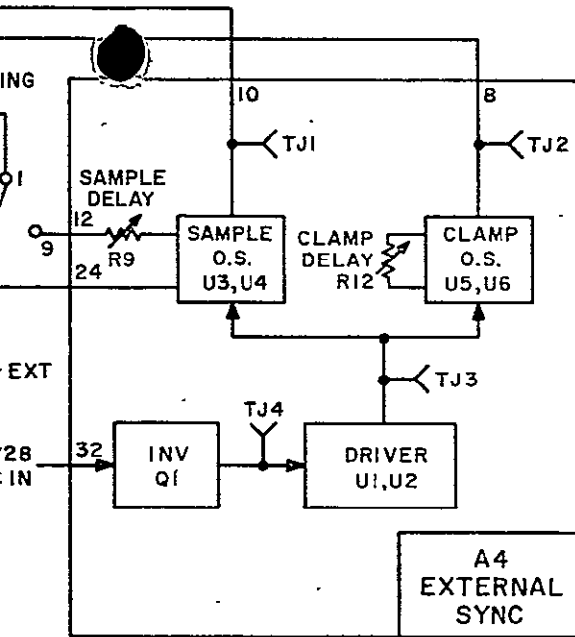 ING
10
8
TJ1
TJ2
1
SAMPLE
DELAY
12
9
R9
SAMPLE
O.S.
U3, U4
CLAMP
DELAY
R12
CLAMP
O.S.
U5, U6
24
EXT
TJ3
TJ4
28
IN
32
INV
Q1
DRIVER
U1, U2
A4
EXTERNAL
SYNC